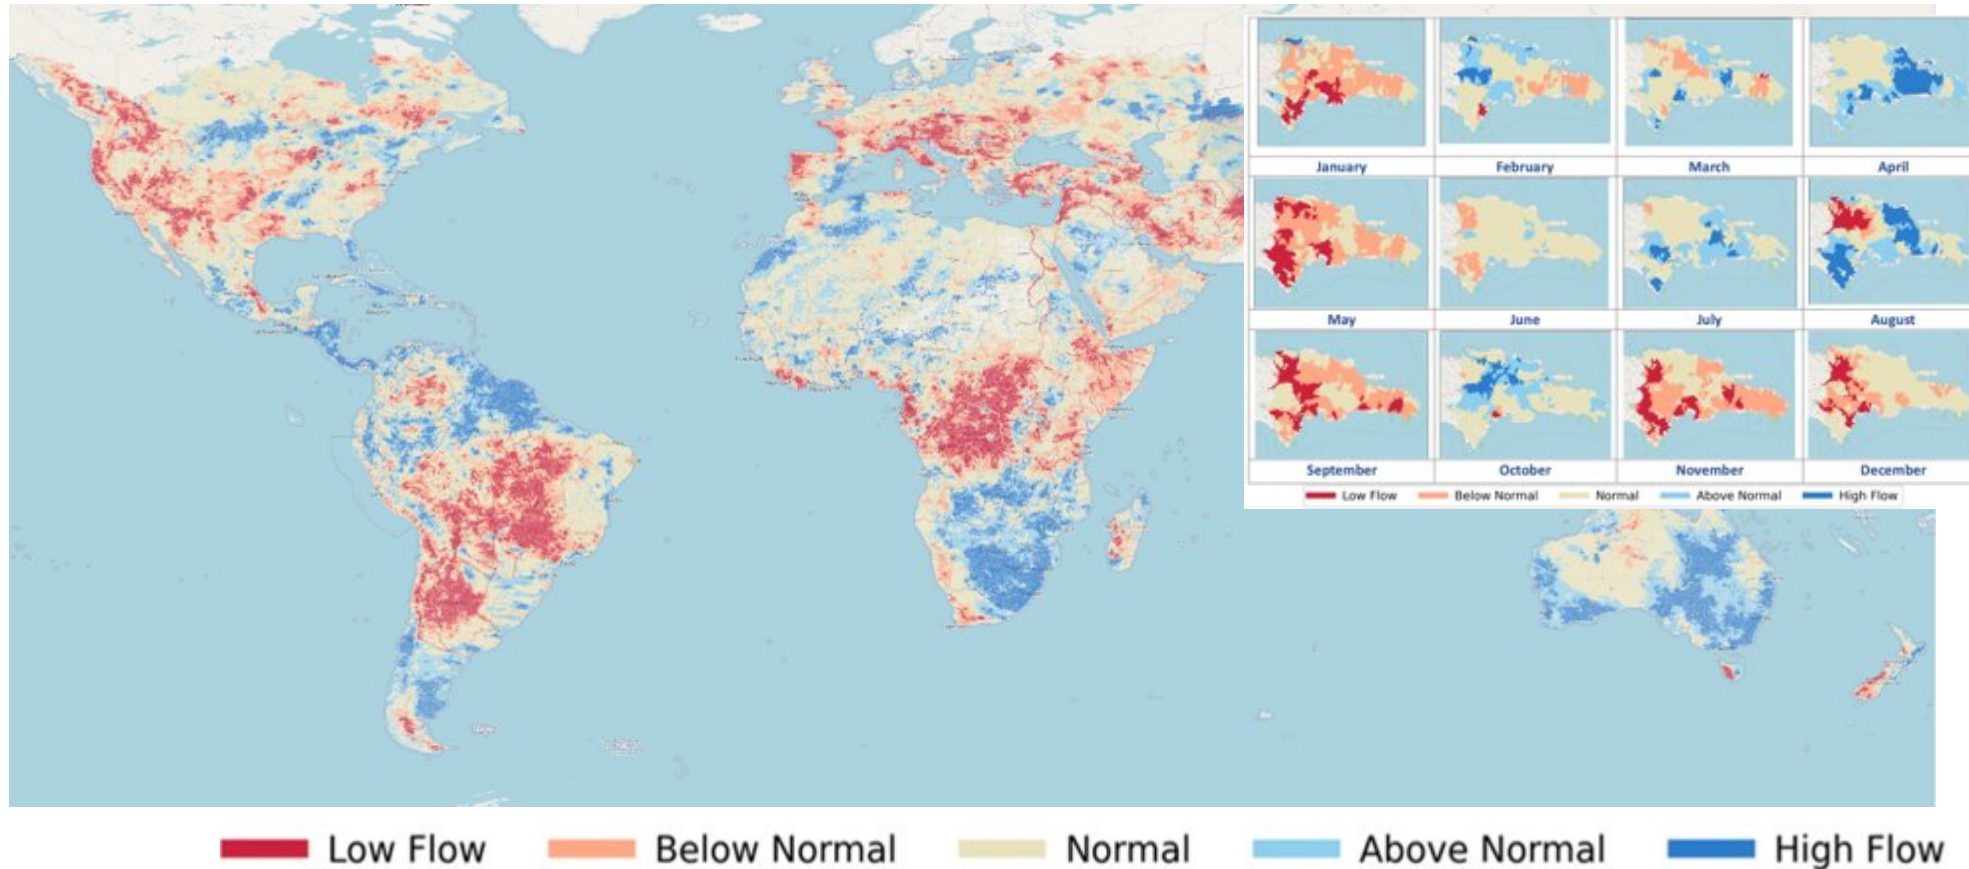 January February March April
May June July August
September October November December
Low Flow Below Normal Normal Above Normal High Flow
Low Flow Below Normal Normal Above Normal High Flow